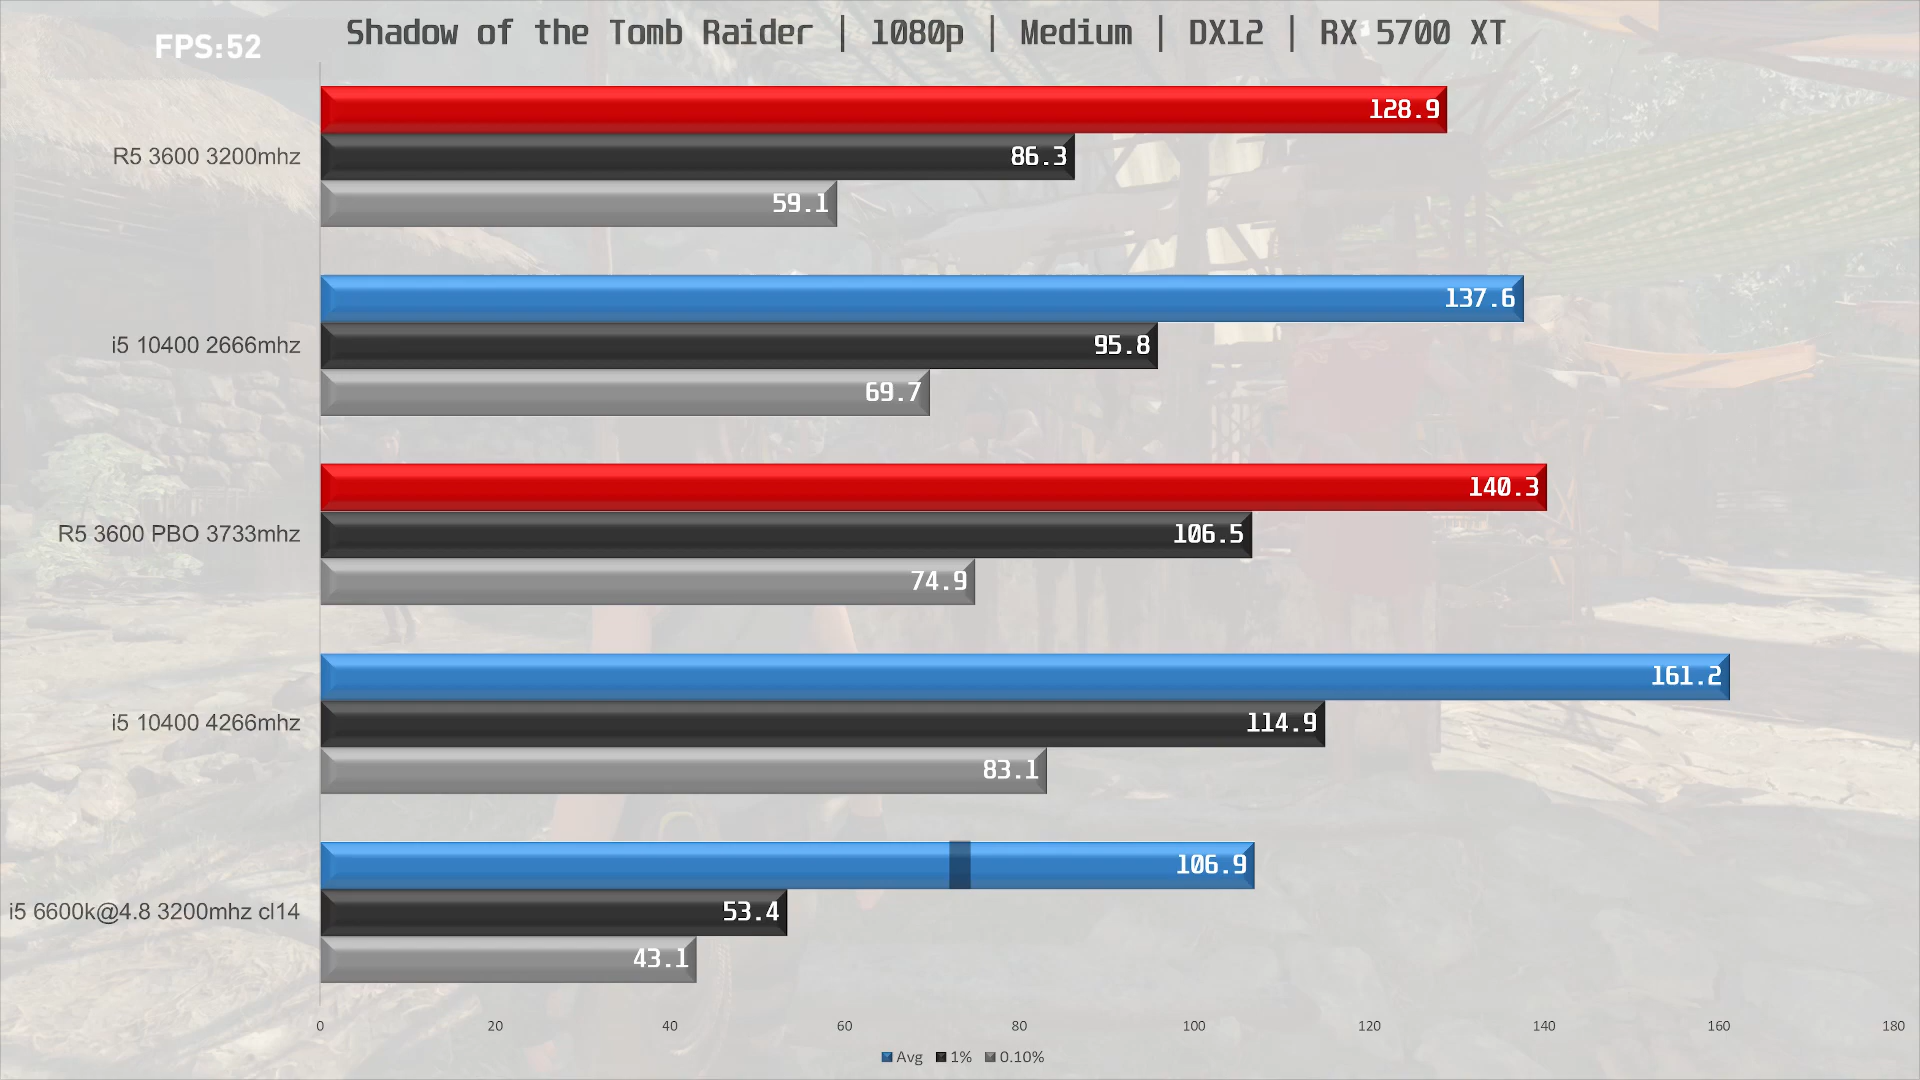 FPS:52
Shadow of the Tomb Raider | 1080p | Medium | DX12 | RX 5700 XT
R5 3600 3200mhz
128.9
86.3
59.1
i5 10400 2666mhz
137.6
95.8
69.7
R5 3600 PBO 3733mhz
140.3
106.5
74.9
i5 10400 4266mhz
161.2
114.9
83.1
i5 6600k@4.8 3200mhz cl14
106.9
53.4
43.1
0 20 40 60 80 100 120 140 160 180
Avg 1% 0.10%